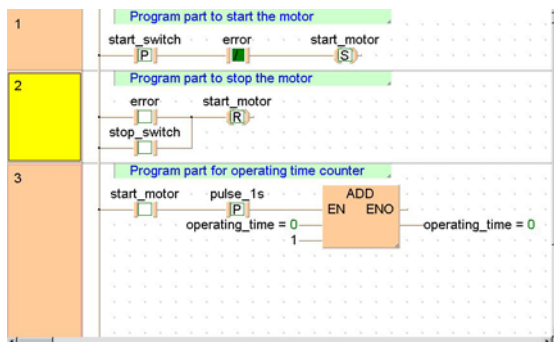 1
Program part to start the motor
start_switch error start_motor
P / S
2
Program part to stop the motor
error start_motor
R
stop_switch
3
Program part for operating time counter
start_motor pulse_1s ADD
P EN ENO
operating_time = 0 operating_time = 0
1